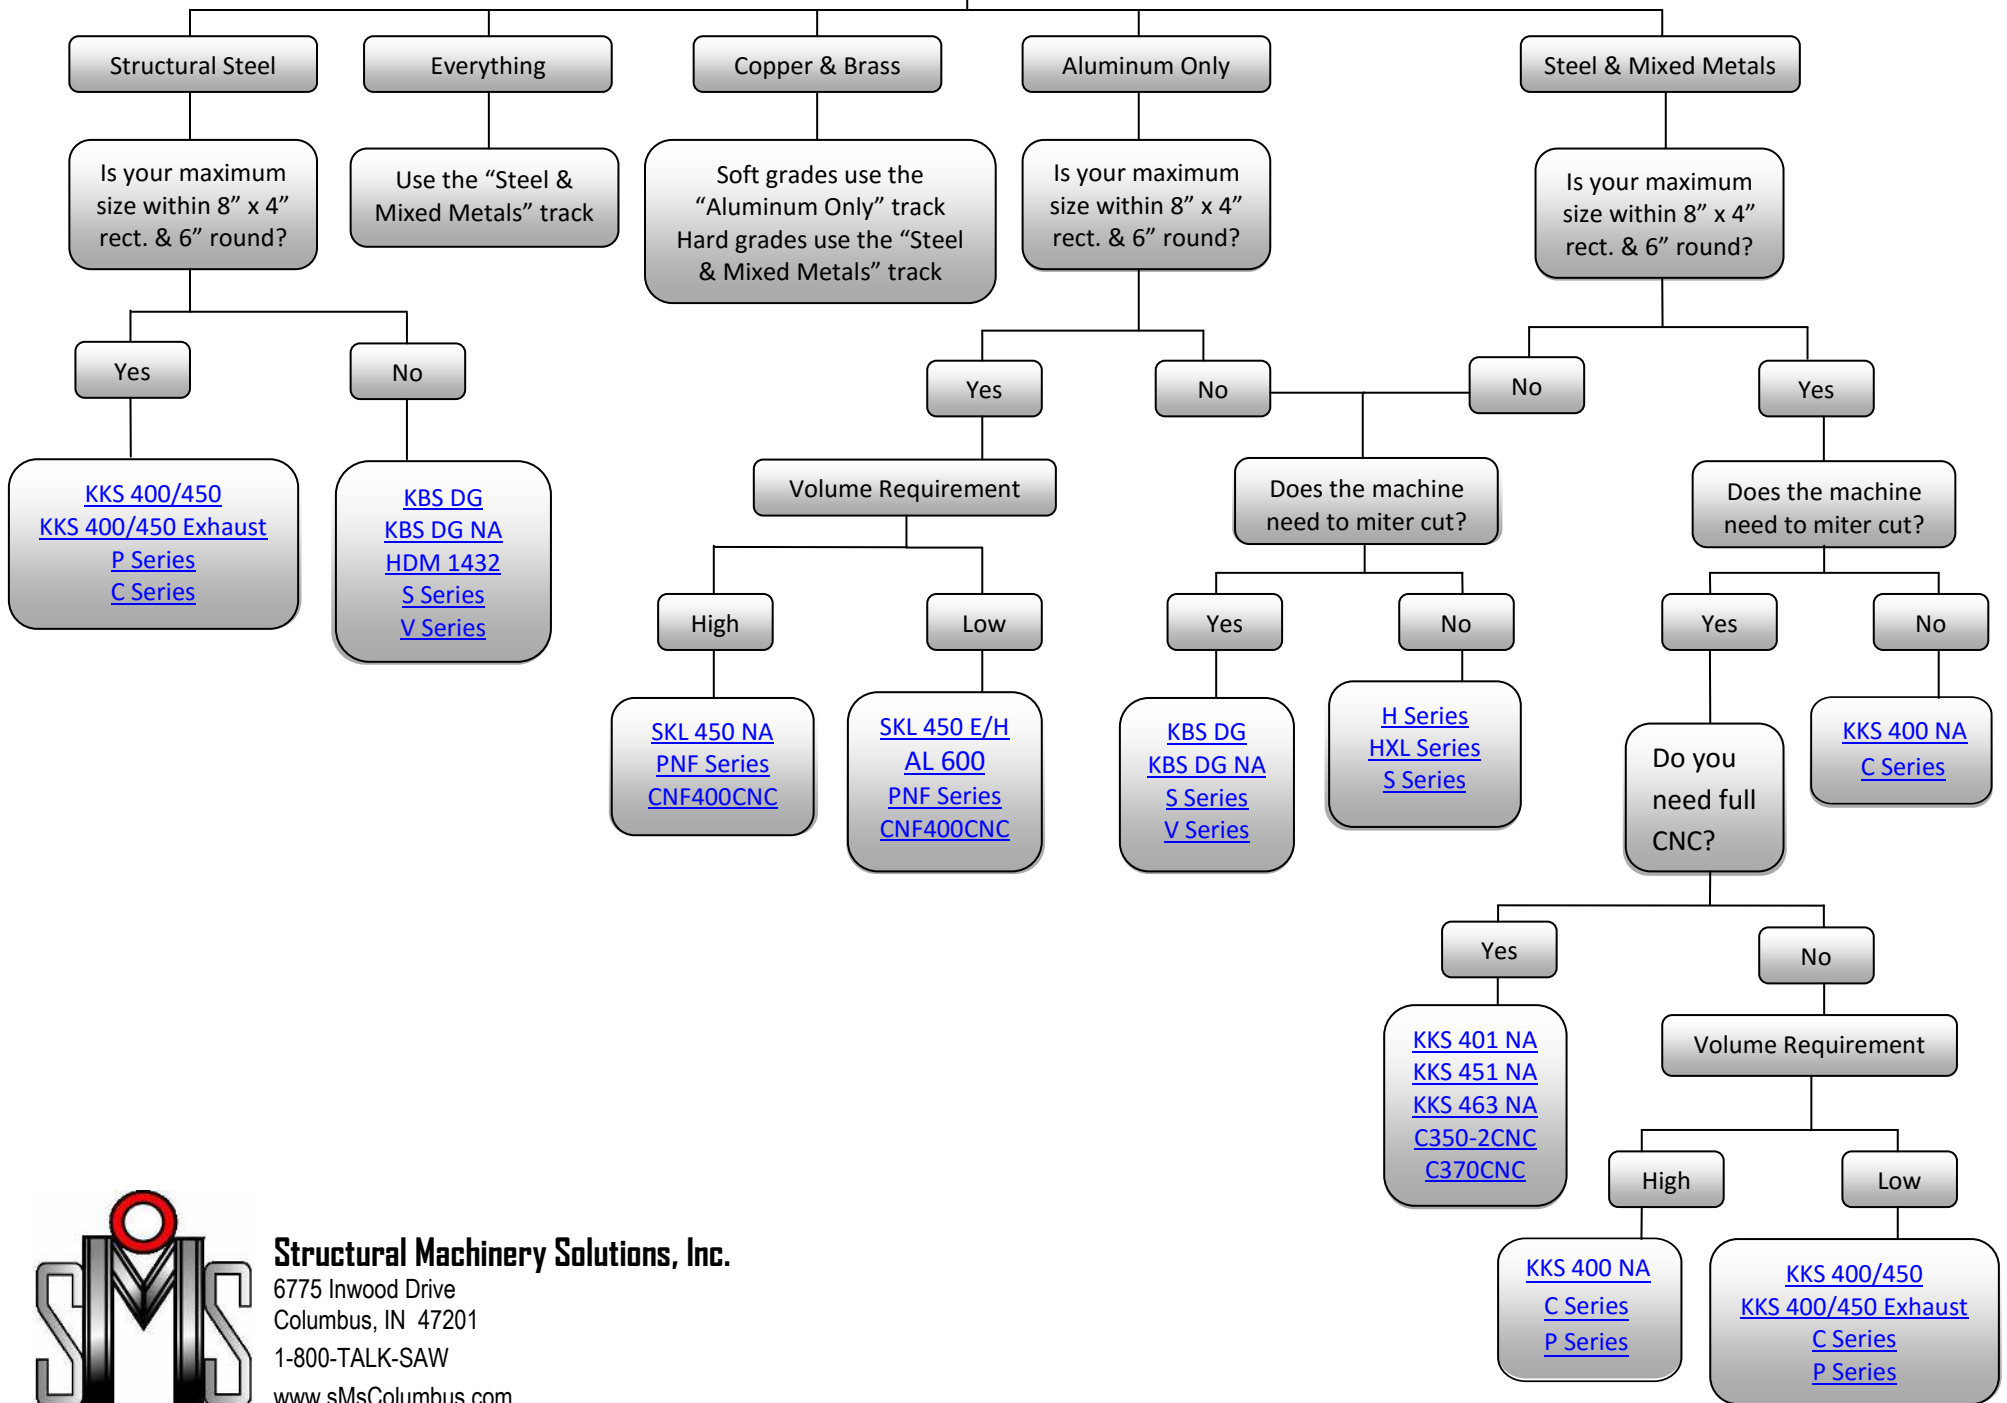 Structural Steel
Everything
Copper & Brass
Aluminum Only
Steel & Mixed Metals
Is your maximum
size within 8” x 4”
rect. & 6” round?
Use the “Steel &
Mixed Metals” track
Soft grades use the
“Aluminum Only” track
Hard grades use the “Steel
& Mixed Metals” track
Is your maximum
size within 8” x 4”
rect. & 6” round?
Is your maximum
size within 8” x 4”
rect. & 6” round?
Yes
No
Yes
No
No
Yes
KKS 400/450
KKS 400/450 Exhaust
P Series
C Series
KBS DG
KBS DG NA
HDM 1432
S Series
V Series
Volume Requirement
Does the machine
need to miter cut?
Does the machine
need to miter cut?
High
Low
Yes
No
Yes
No
SKL 450 NA
PNF Series
CNF400CNC
SKL 450 E/H
AL 600
PNF Series
CNF400CNC
KBS DG
KBS DG NA
S Series
V Series
H Series
HXL Series
S Series
Do you
need full
CNC?
KKS 400 NA
C Series
Yes
No
KKS 401 NA
KKS 451 NA
KKS 463 NA
C350-2CNC
C370CNC
Volume Requirement
High
Low
KKS 400 NA
C Series
P Series
KKS 400/450
KKS 400/450 Exhaust
C Series
P Series
SMS
Structural Machinery Solutions, Inc.
6775 Inwood Drive
Columbus, IN 47201
1-800-TALK-SAW
www.sMsColumbus.com